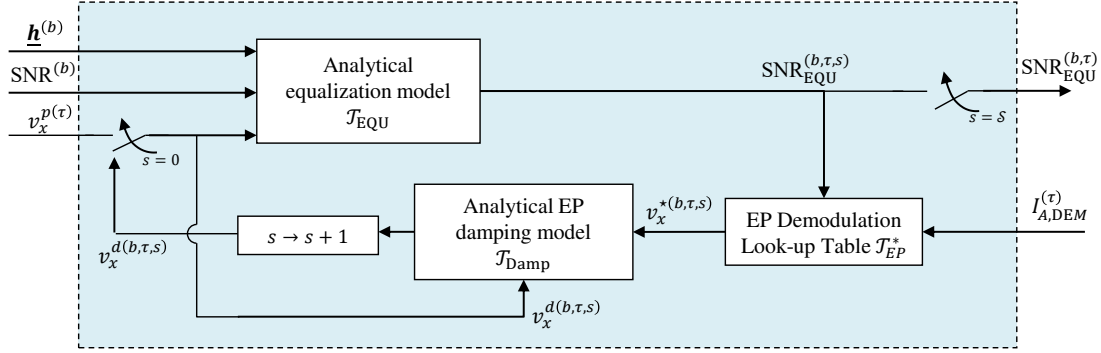 h^(b)
SNR^(b)
v_x^p(τ)
s = 0
Analytical
equalization model
𝒯_EQU
SNR_EQU^(b,τ,s)
s = 𝒮
SNR_EQU^(b,τ)
v_x^d(b,τ,s)
s → s + 1
Analytical EP
damping model
𝒯_Damp
v_x^⋆(b,τ,s)
EP Demodulation
Look-up Table 𝒯_EP^*
I_A,DEM^(τ)
v_x^d(b,τ,s)